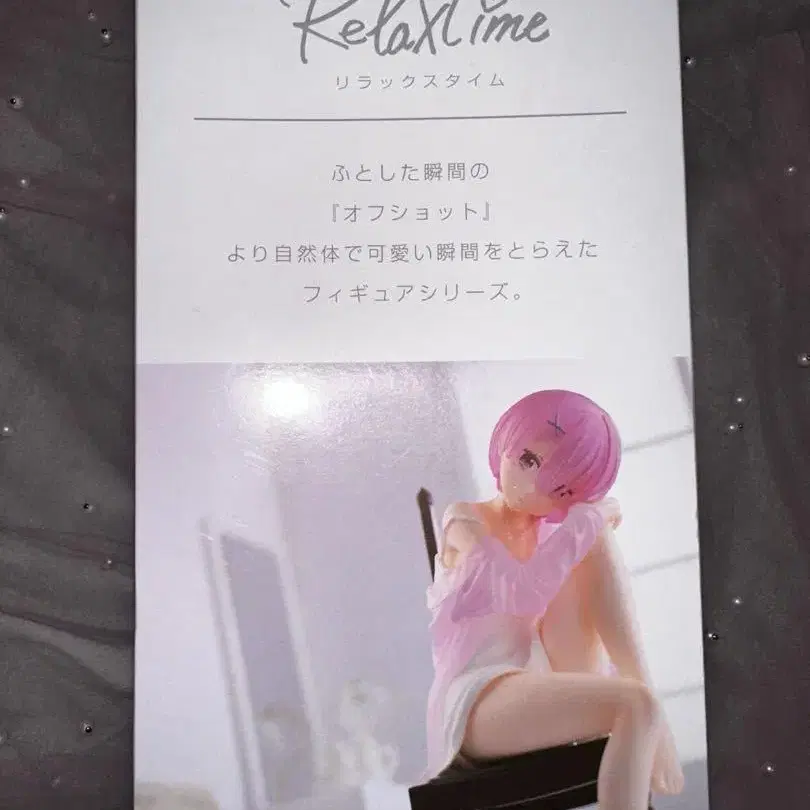 Relaxtime
リラックスタイム
ふとした瞬間の
『オフショット』
より自然体で可愛い瞬間をとらえた
フィギュアシリーズ。